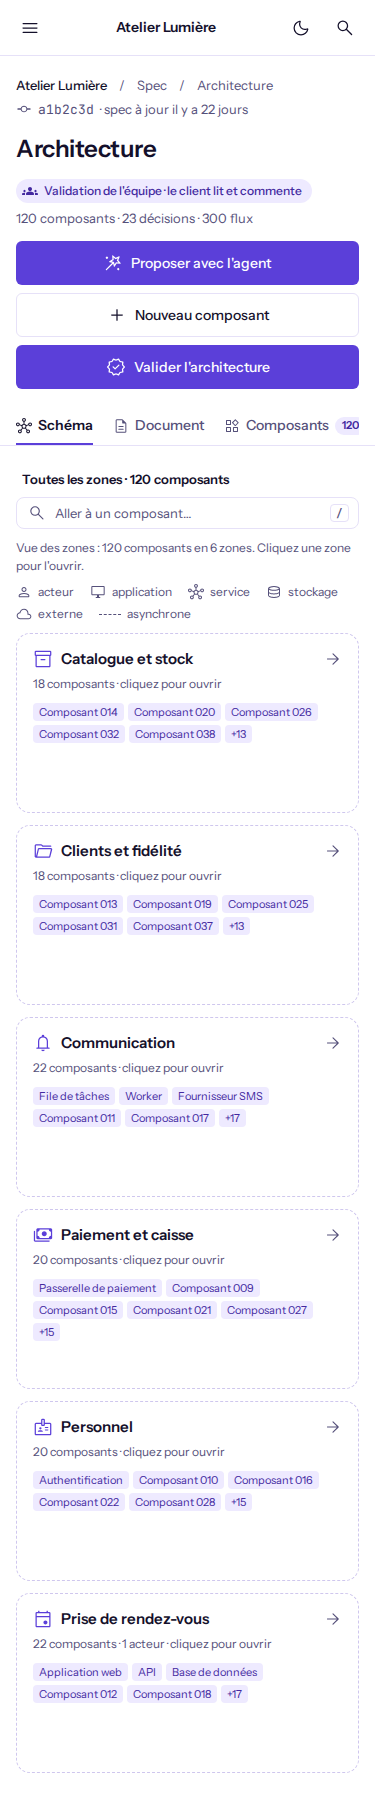 Atelier Lumière
Atelier Lumière / Spec / Architecture
a1b2c3d · spec à jour il y a 22 jours
Architecture
Validation de l'équipe · le client lit et commente
120 composants · 23 décisions · 300 flux
Proposer avec l'agent
Nouveau composant
Valider l'architecture
Schéma Document Composants 120
Toutes les zones · 120 composants
Aller à un composant… /
Vue des zones : 120 composants en 6 zones. Cliquez une zone
pour l'ouvrir.
acteur application service stockage
externe asynchrone
Catalogue et stock
18 composants · cliquez pour ouvrir
Composant 014 Composant 020 Composant 026
Composant 032 Composant 038 +13
Clients et fidélité
18 composants · cliquez pour ouvrir
Composant 013 Composant 019 Composant 025
Composant 031 Composant 037 +13
Communication
22 composants · cliquez pour ouvrir
File de tâches Worker Fournisseur SMS
Composant 011 Composant 017 +17
Paiement et caisse
20 composants · cliquez pour ouvrir
Passerelle de paiement Composant 009
Composant 015 Composant 021 Composant 027
+15
Personnel
20 composants · cliquez pour ouvrir
Authentification Composant 010 Composant 016
Composant 022 Composant 028 +15
Prise de rendez-vous
22 composants · 1 acteur · cliquez pour ouvrir
Application web API Base de données
Composant 012 Composant 018 +17